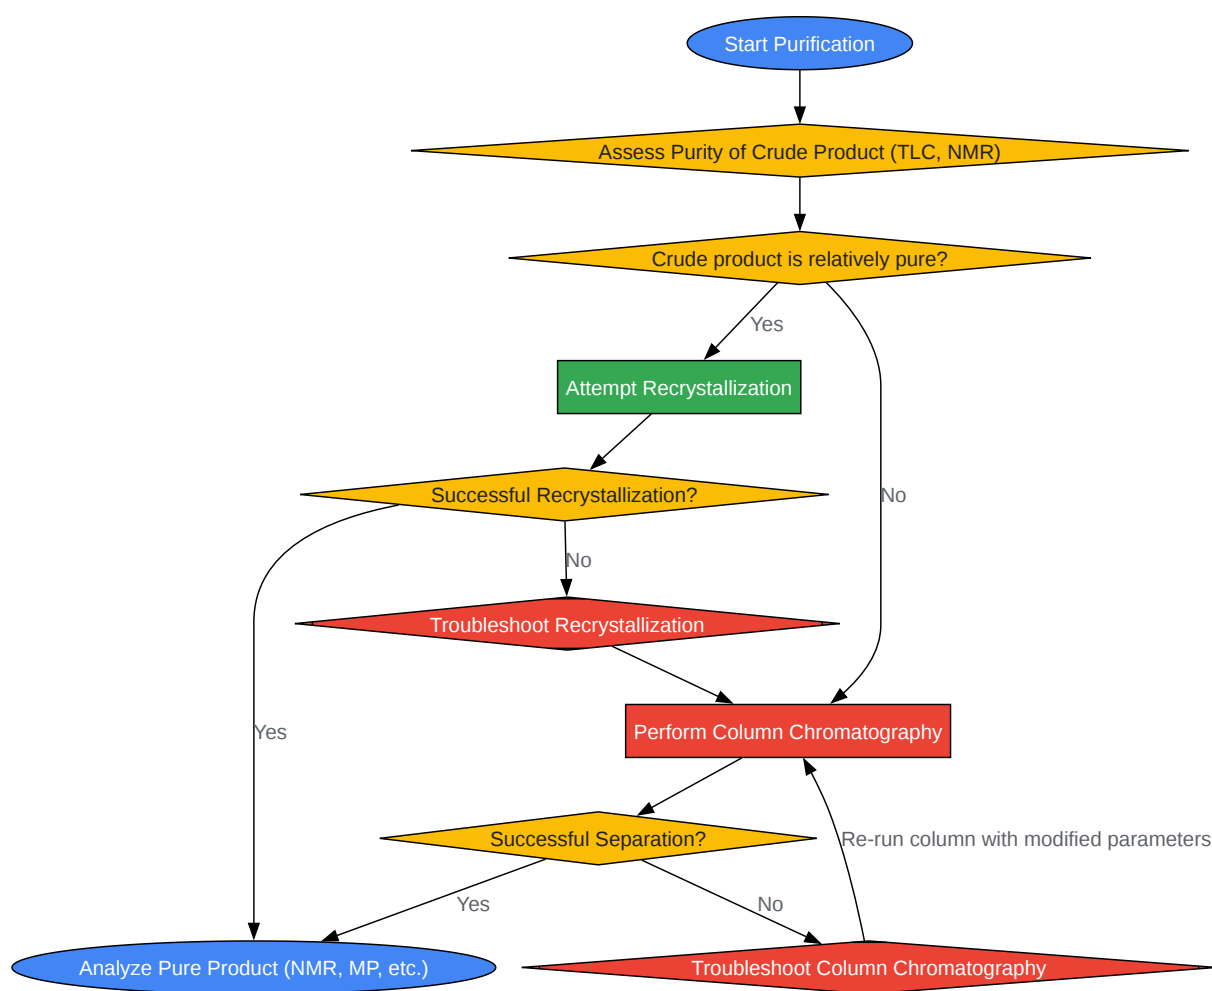 Start Purification
Assess Purity of Crude Product (TLC, NMR)
Crude product is relatively pure?
Yes
Attempt Recrystallization
Successful Recrystallization?
No
No
Troubleshoot Recrystallization
Yes
Perform Column Chromatography
Successful Separation?
Re-run column with modified parameters
Yes
No
Analyze Pure Product (NMR, MP, etc.)
Troubleshoot Column Chromatography